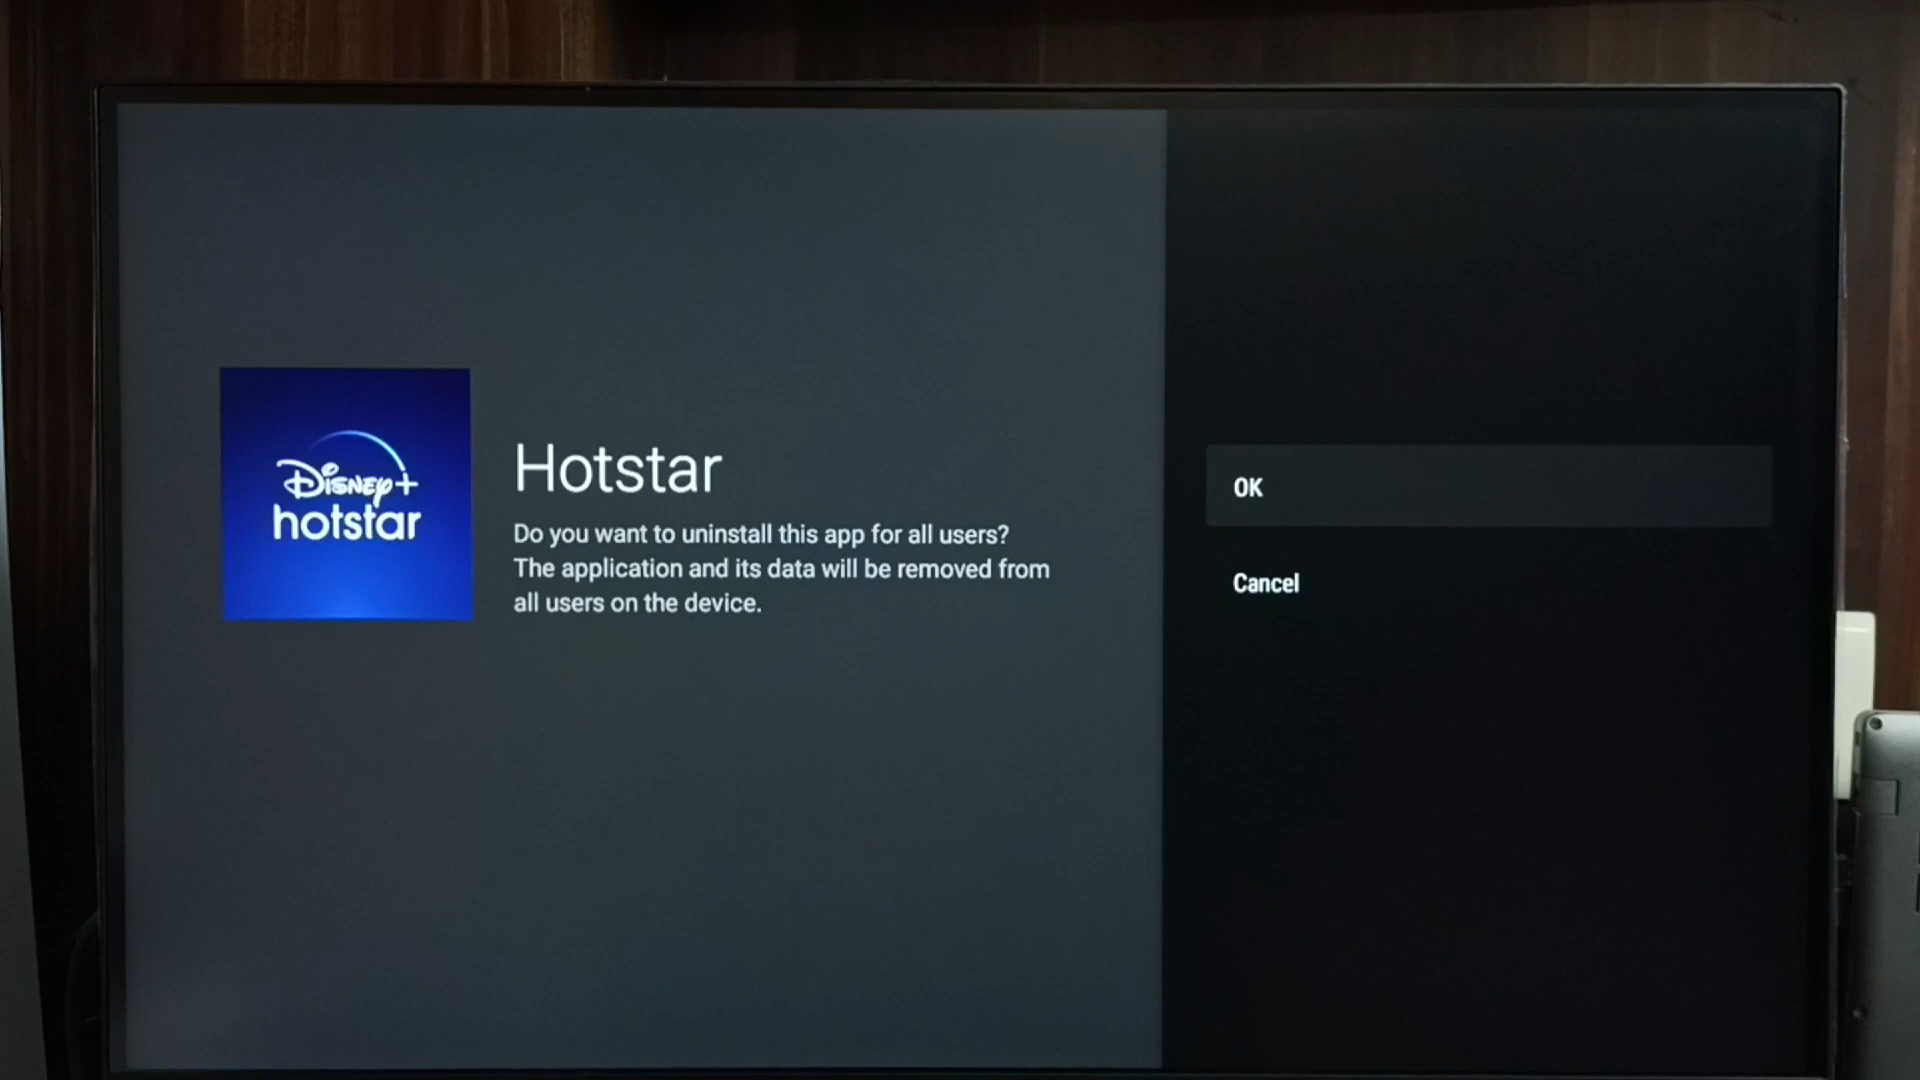 Disney+
hotstar
Hotstar
Do you want to uninstall this app for all users?
The application and its data will be removed from
all users on the device.
OK
Cancel